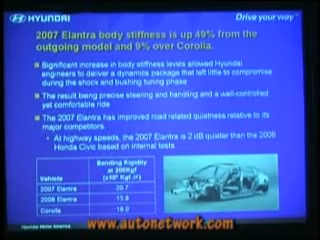 HYUNDAI
Drive your way™
2007 Elantra body stiffness is up 49% from the
outgoing model and 9% over Corolla.
Significant increase in body stiffness levels allowed Hyundai
engineers to deliver a dynamics package that left little to compromise
during the shock and bushing tuning phase
The result being precise steering and handling and a well-controlled
yet comfortable ride
The 2007 Elantra has improved road related quietness relative to its
major competitors.
At highway speeds, the 2007 Elantra is 2 dB quieter than the 2006
Honda Civic based on internal tests
Vehicle
Bending Rigidity
at 306Kgf
2007 Elantra 20.7
2006 Elantra 13.9
Corolla 19.0
Hyundai Motor America
www.autonetwork.com